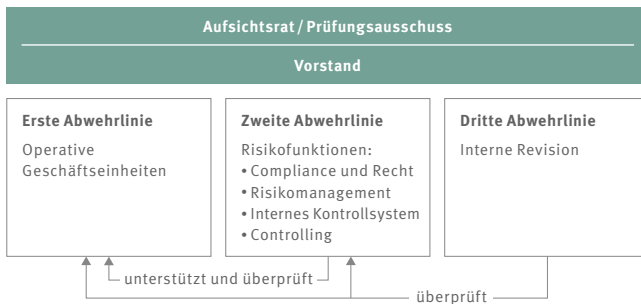 Aufsichtsrat / Prüfungsausschuss
Vorstand
Erste Abwehrlinie
Operative
Geschäftseinheiten
Zweite Abwehrlinie
Risikofunktionen:
• Compliance und Recht
• Risikomanagement
• Internes Kontrollsystem
• Controlling
Dritte Abwehrlinie
Interne Revision
unterstützt und überprüft
überprüft